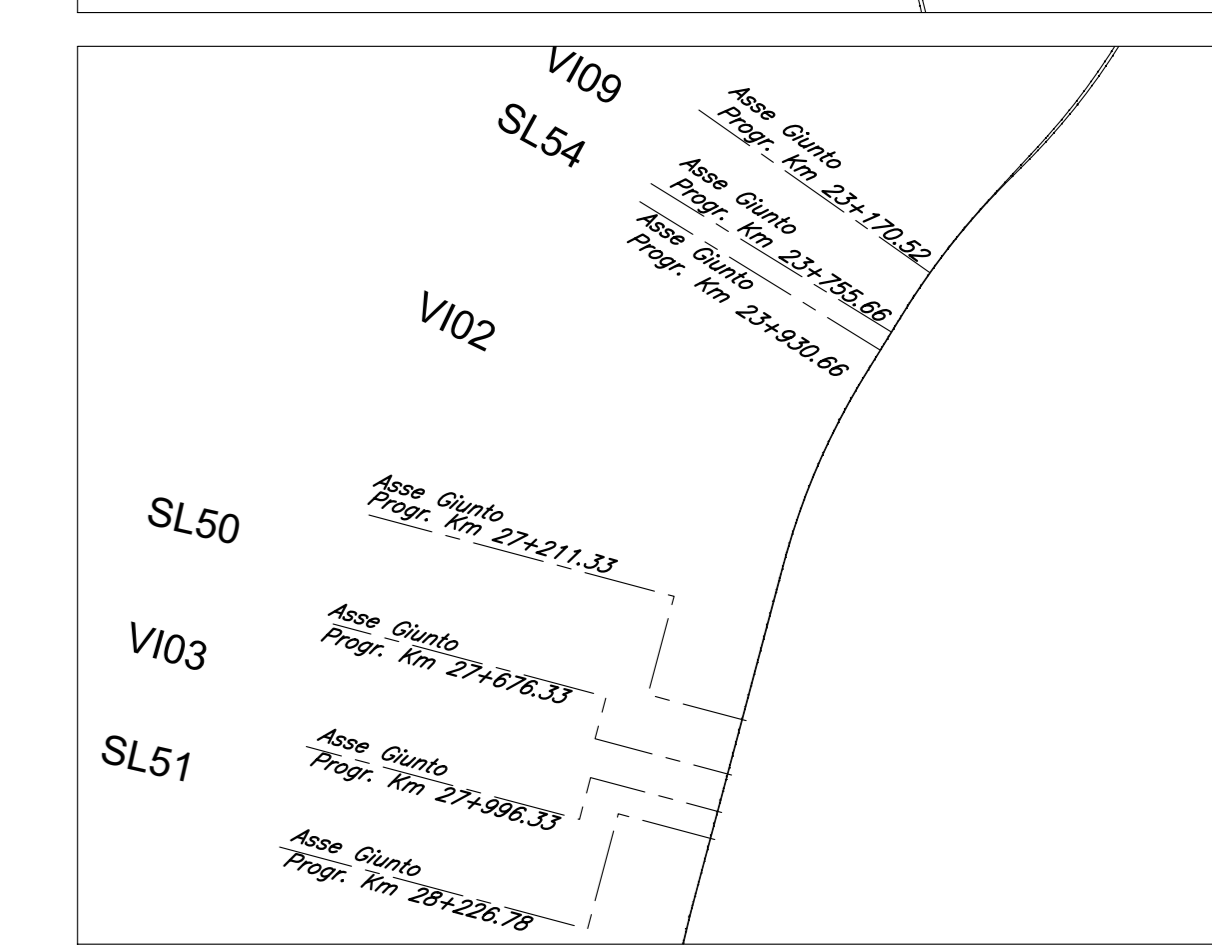 VI09
SL54
Asse Giunto
Progr. Km 23+170.52
Asse Giunto
Progr. Km 23+755.66
Asse Giunto
Progr. Km 23+930.66
VI02
SL50
Asse Giunto
Progr. Km 27+211.33
VI03
Asse Giunto
Progr. Km 27+676.33
SL51
Asse Giunto
Progr. Km 27+996.33
Asse Giunto
Progr. Km 28+226.78